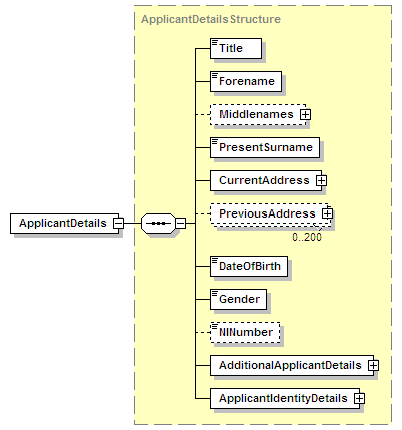 ApplicantDetailsStructure
Title
Forename
Middlenames
PresentSurname
CurrentAddress
PreviousAddress
0..200
ApplicantDetails
DateOfBirth
Gender
NINumber
AdditionalApplicantDetails
ApplicantIdentityDetails